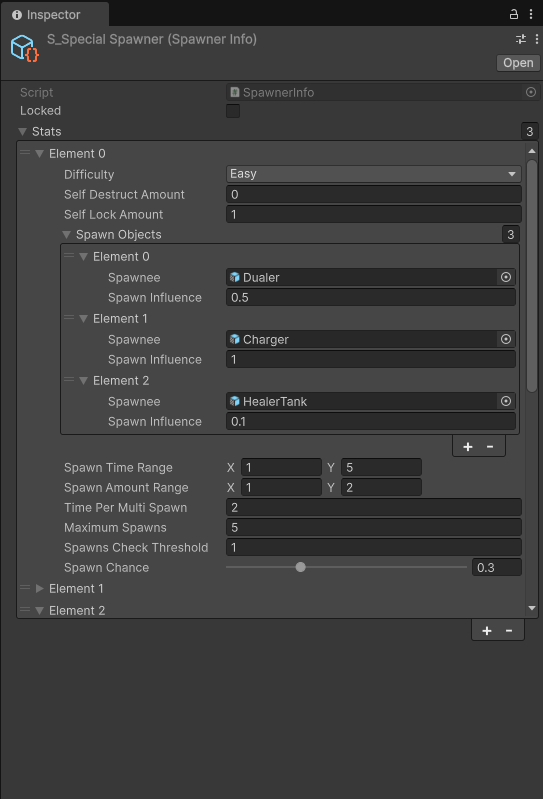 Inspector
S_Special Spawner (Spawner Info)
Open
Script SpawnerInfo
Locked
Stats 3
Element 0
Difficulty Easy
Self Destruct Amount 0
Self Lock Amount 1
Spawn Objects 3
Element 0
Spawnee Dualer
Spawn Influence 0.5
Element 1
Spawnee Charger
Spawn Influence 1
Element 2
Spawnee HealerTank
Spawn Influence 0.1
+ -
Spawn Time Range X 1 Y 5
Spawn Amount Range X 1 Y 2
Time Per Multi Spawn 2
Maximum Spawns 5
Spawns Check Threshold 1
Spawn Chance 0.3
Element 1
Element 2
+ -